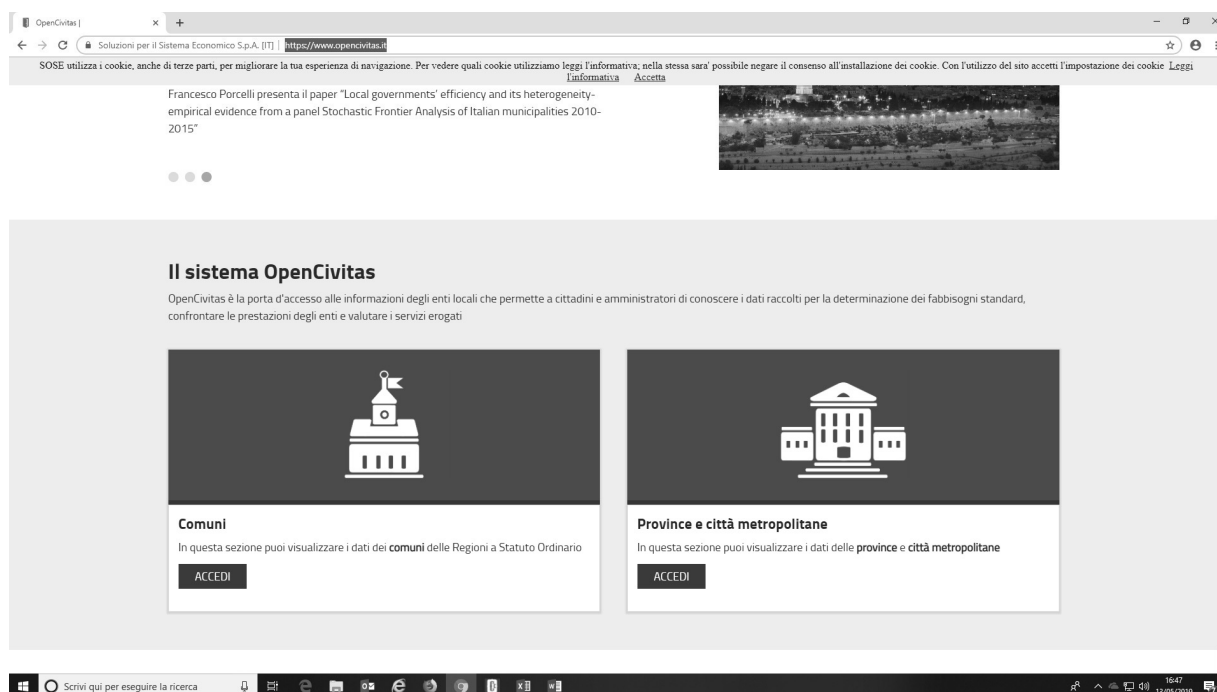 OpenCivitas |
Soluzioni per il Sistema Economico S.p.A. [IT] | https://www.opencivitas.it
SOSE utilizza i cookie, anche di terze parti, per migliorare la tua esperienza di navigazione. Per vedere quali cookie utilizziamo leggi l'informativa; nella stessa sara' possibile negare il consenso all'installazione dei cookie. Con l'utilizzo del sito accetti l'impostazione dei cookie Leggi
l'informativa Accetta
Francesco Porcelli presenta il paper "Local governments' efficiency and its heterogeneity-
empirical evidence from a panel Stochastic Frontier Analysis of Italian municipalities 2010-
2015"
Il sistema OpenCivitas
OpenCivitas è la porta d'accesso alle informazioni degli enti locali che permette a cittadini e amministratori di conoscere i dati raccolti per la determinazione dei fabbisogni standard,
confrontare le prestazioni degli enti e valutare i servizi erogati
Comuni
In questa sezione puoi visualizzare i dati dei comuni delle Regioni a Statuto Ordinario
ACCEDI
Province e città metropolitane
In questa sezione puoi visualizzare i dati delle province e città metropolitane
ACCEDI
Scrivi qui per eseguire la ricerca
16:47